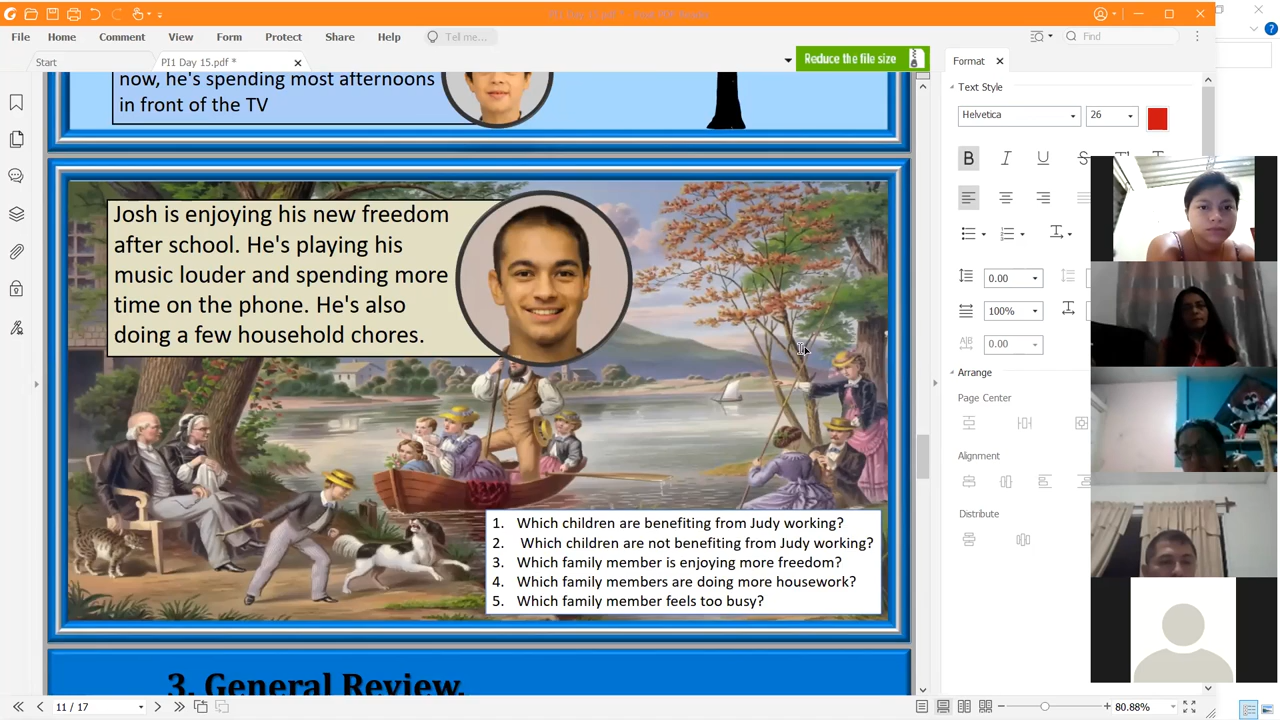 File Home Comment View Form Protect Share Help Tell me... Find
Start PI1 Day 15.pdf * Reduce the file size Format
now, he's spending most afternoons
in front of the TV
Josh is enjoying his new freedom
after school. He's playing his
music louder and spending more
time on the phone. He's also
doing a few household chores.
1. Which children are benefiting from Judy working?
2. Which children are not benefiting from Judy working?
3. Which family member is enjoying more freedom?
4. Which family members are doing more housework?
5. Which family member feels too busy?
3. General Review.
Text Style
Helvetica 26
B I U S T
0.00
100%
0.00
Arrange
Page Center
Alignment
Distribute
11 / 17 80.88%